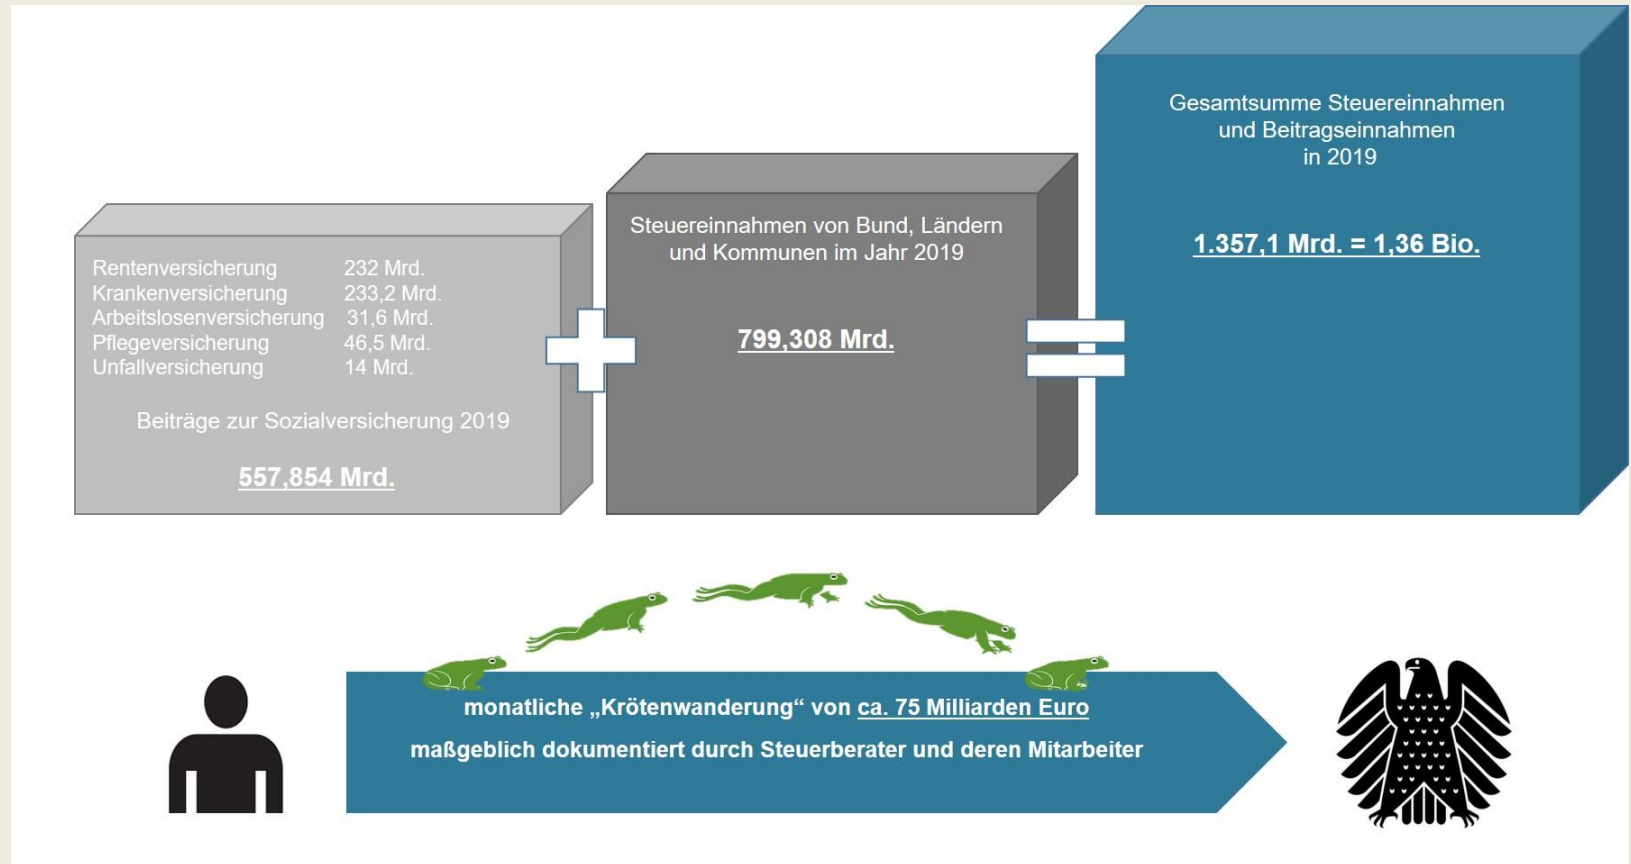 Rentenversicherung 232 Mrd.
Krankenversicherung 233,2 Mrd.
Arbeitslosenversicherung 31,6 Mrd.
Pflegeversicherung 46,5 Mrd.
Unfallversicherung 14 Mrd.
Beiträge zur Sozialversicherung 2019
557,854 Mrd.
Steuereinnahmen von Bund, Ländern
und Kommunen im Jahr 2019
799,308 Mrd.
Gesamtsumme Steuereinnahmen
und Beitragseinnahmen
in 2019
1.357,1 Mrd. = 1,36 Bio.
monatliche „Krötenwanderung“ von ca. 75 Milliarden Euro
maßgeblich dokumentiert durch Steuerberater und deren Mitarbeiter